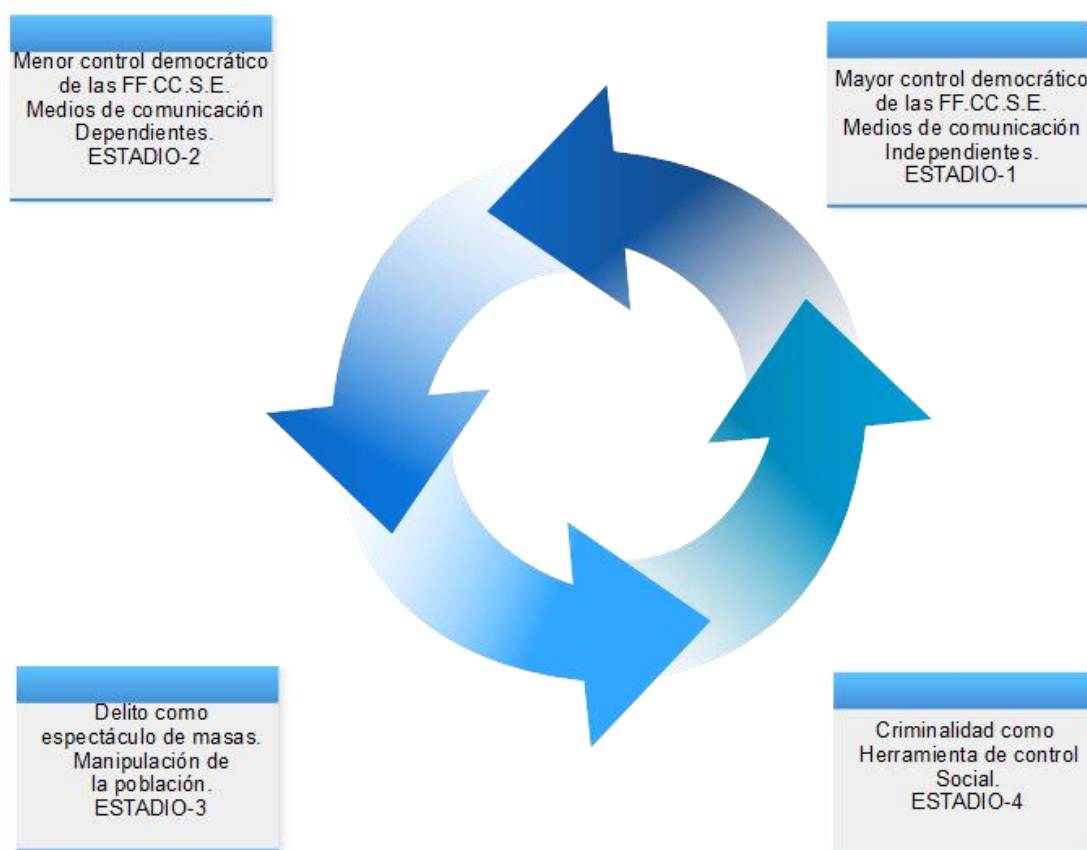 Menor control democrático
de las FF.CC.S.E.
Medios de comunicación
Dependientes.
ESTADIO-2
Mayor control democrático
de las FF.CC.S.E.
Medios de comunicación
Independientes.
ESTADIO-1
Delito como
espectáculo de masas.
Manipulación de
la población.
ESTADIO-3
Criminalidad como
Herramienta de control
Social.
ESTADIO-4